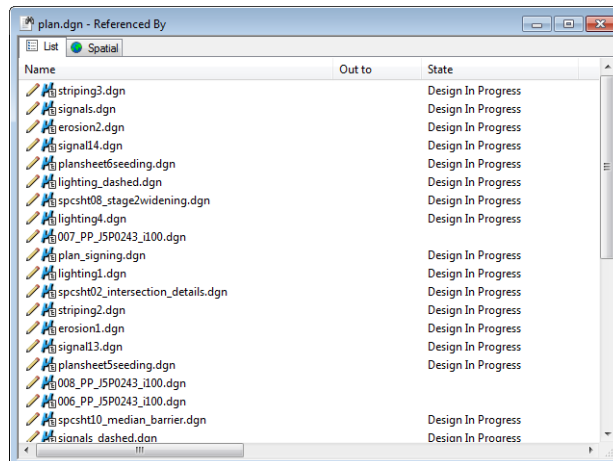 plan.dgn - Referenced By
List Spatial
Name Out to State
striping3.dgn Design In Progress
signals.dgn Design In Progress
erosion2.dgn Design In Progress
signal14.dgn Design In Progress
plansheet6seeding.dgn Design In Progress
lighting_dashed.dgn Design In Progress
spcsht08_stage2widening.dgn Design In Progress
lighting4.dgn Design In Progress
007_PP_J5P0243_i100.dgn
plan_signing.dgn Design In Progress
lighting1.dgn Design In Progress
spcsht02_intersection_details.dgn Design In Progress
striping2.dgn Design In Progress
erosion1.dgn Design In Progress
signal13.dgn Design In Progress
plansheet5seeding.dgn Design In Progress
008_PP_J5P0243_i100.dgn
006_PP_J5P0243_i100.dgn
spcsht10_median_barrier.dgn Design In Progress
signals_dashed.dgn Design In Progress